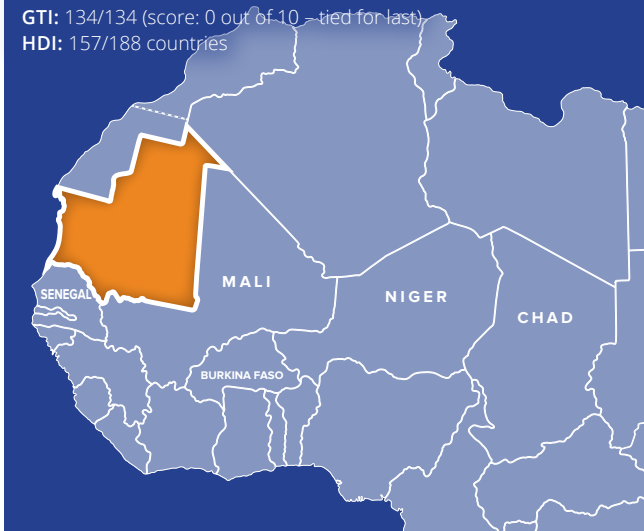 GTI: 134/134 (score: 0 out of 10 – tied for last)
HDI: 157/188 countries
MALI
SENEGAL
NIGER
CHAD
BURKINA FASO